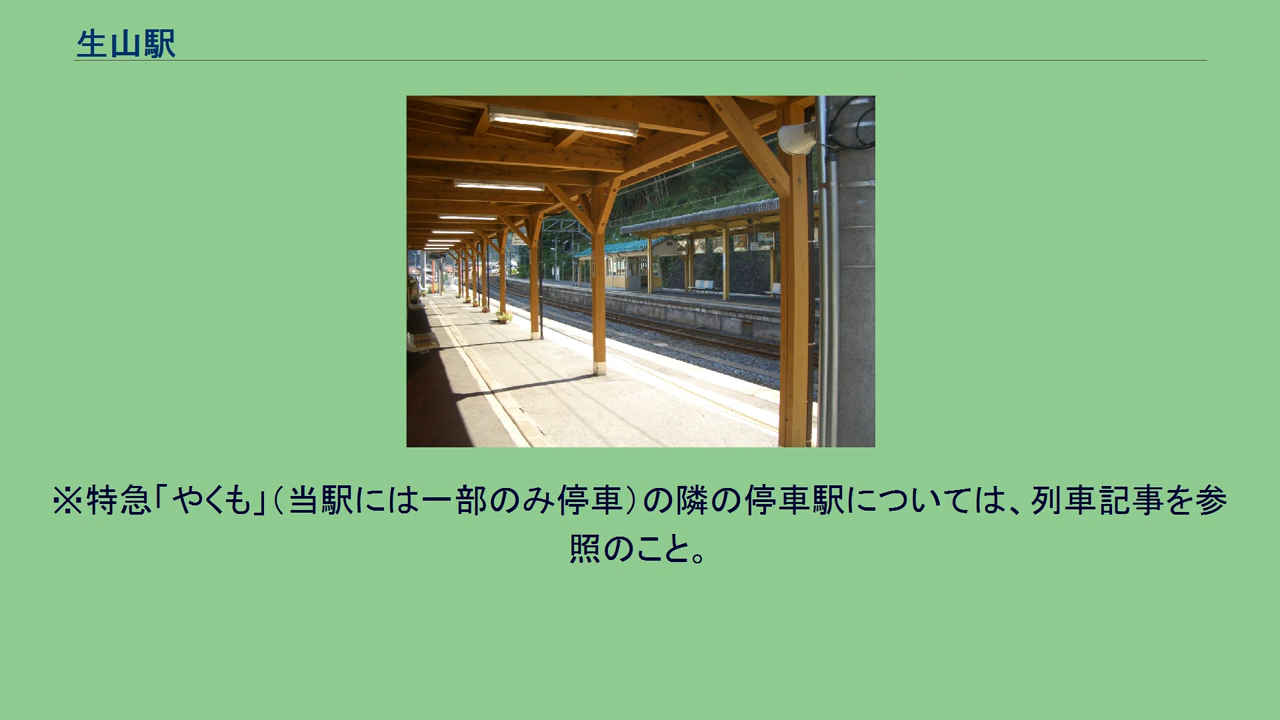 生山駅
※特急「やくも」（当駅には一部のみ停車）の隣の停車駅については、列車記事を参
照のこと。